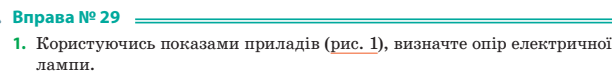 Вправа № 29
1. Користуючись показами приладів (рис. 1), визначте опір електричної
лампи.